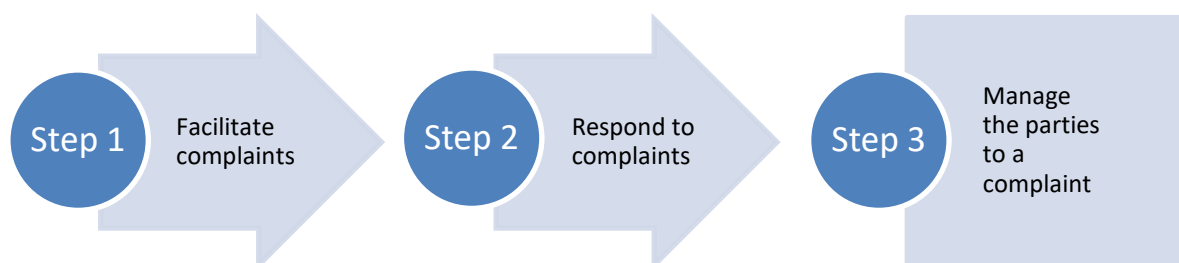 Step 1
Facilitate
complaints
Step 2
Respond to
complaints
Step 3
Manage
the parties
to a
complaint